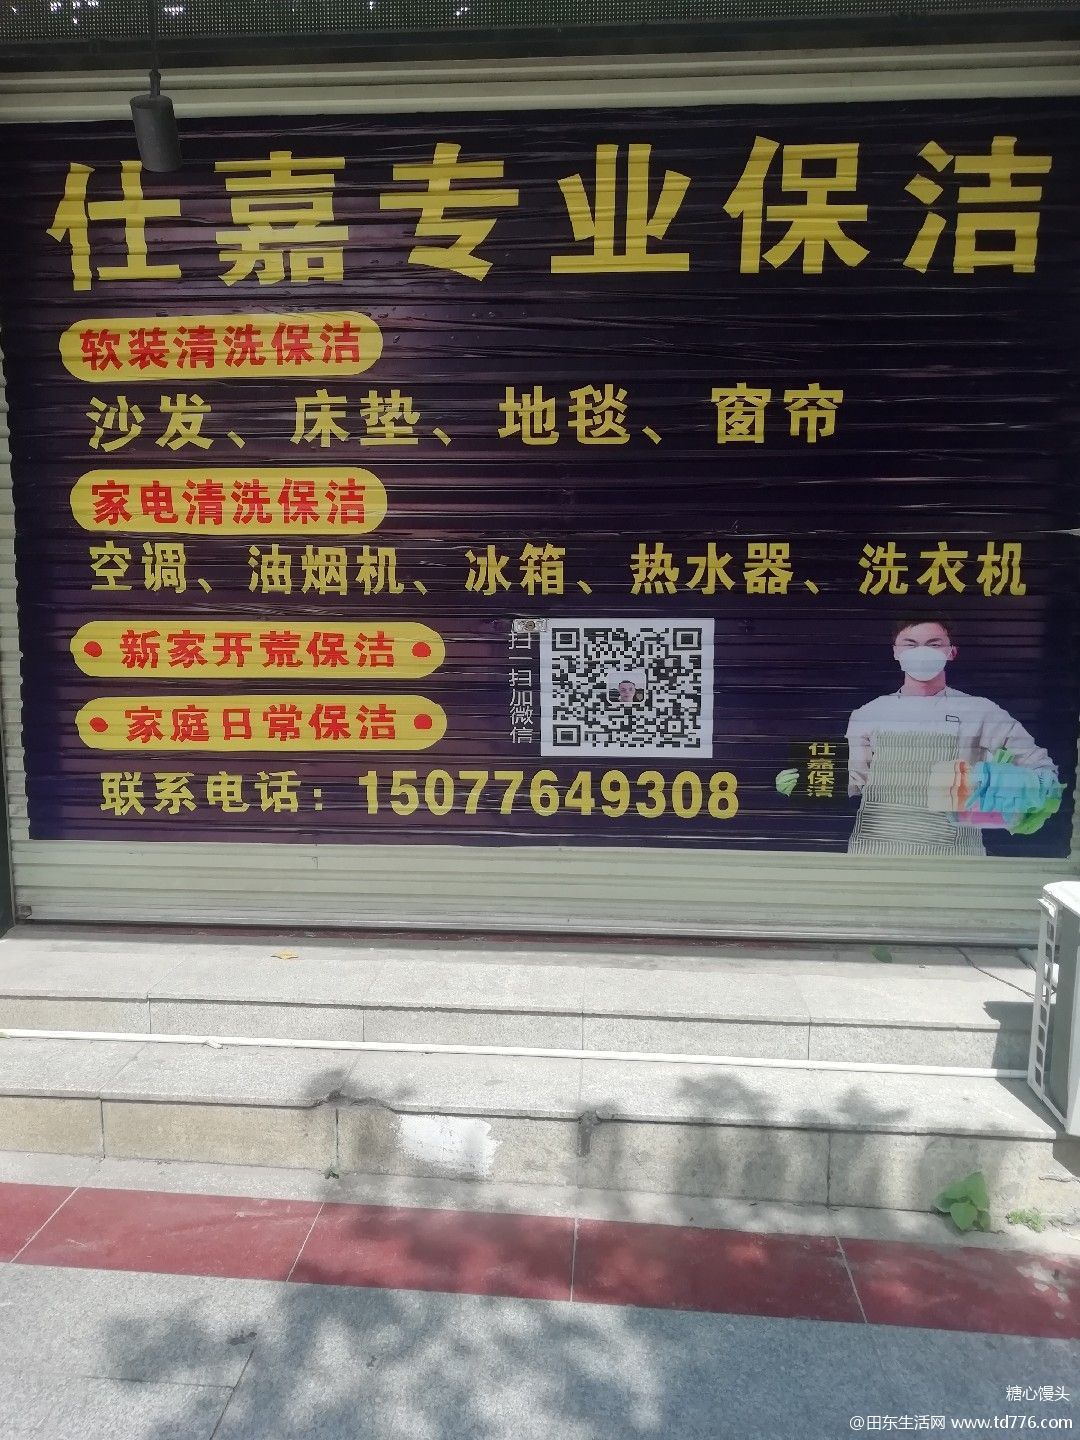 仕嘉专业保洁
软装清洗保洁
沙发、床垫、地毯、窗帘
家电清洗保洁
空调、油烟机、冰箱、热水器、洗衣机
新家开荒保洁
家庭日常保洁
扫一扫加微信
联系电话：15077649308
仕嘉保洁
糖心馒头
@田东生活网 www.td776.com